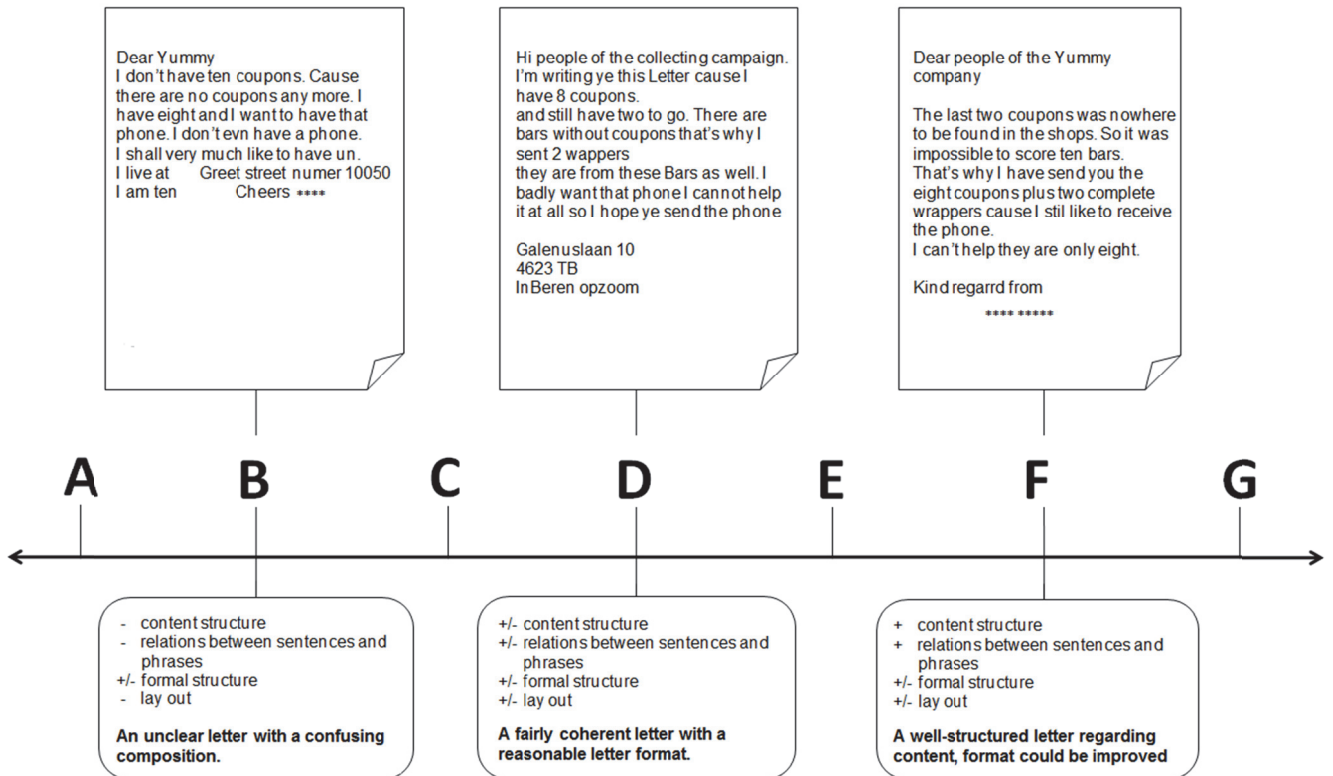 Dear Yummy
I don't have ten coupons. Cause
there are no coupons any more. I
have eight and I want to have that
phone. I don't evn have a phone.
I shall very much like to have un.
I live at Greet street numer 10050
I am ten Cheers ****
Hi people of the collecting campaign.
I'm writing ye this Letter cause I
have 8 coupons.
and still have two to go. There are
bars without coupons that's why I
sent 2 wappers
they are from these Bars as well. I
badly want that phone I cannot help
it at all so I hope ye send the phone
Galenuslaan 10
4623 TB
In Beren opzoom
Dear people of the Yummy
company
The last two coupons was nowhere
to be found in the shops. So it was
impossible to score ten bars.
That's why I have send you the
eight coupons plus two complete
wrappers cause I stil like to receive
the phone.
I can't help they are only eight.
Kind regarrd from
**** *****
A B C D E F G
- content structure
- relations between sentences and
phrases
+/- formal structure
- lay out
An unclear letter with a confusing
composition.
+/- content structure
+/- relations between sentences and
phrases
+/- formal structure
+/- lay out
A fairly coherent letter with a
reasonable letter format.
+ content structure
+ relations between sentences and
phrases
+/- formal structure
+/- lay out
A well-structured letter regarding
content, format could be improved